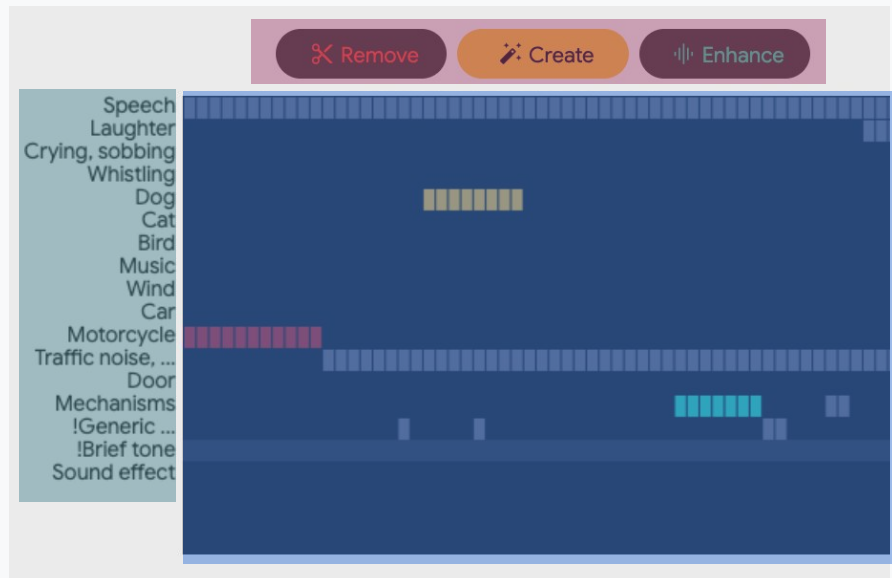 Remove
Create
Enhance
Speech
Laughter
Crying, sobbing
Whistling
Dog
Cat
Bird
Music
Wind
Car
Motorcycle
Traffic noise, ...
Door
Mechanisms
!Generic ...
!Brief tone
Sound effect